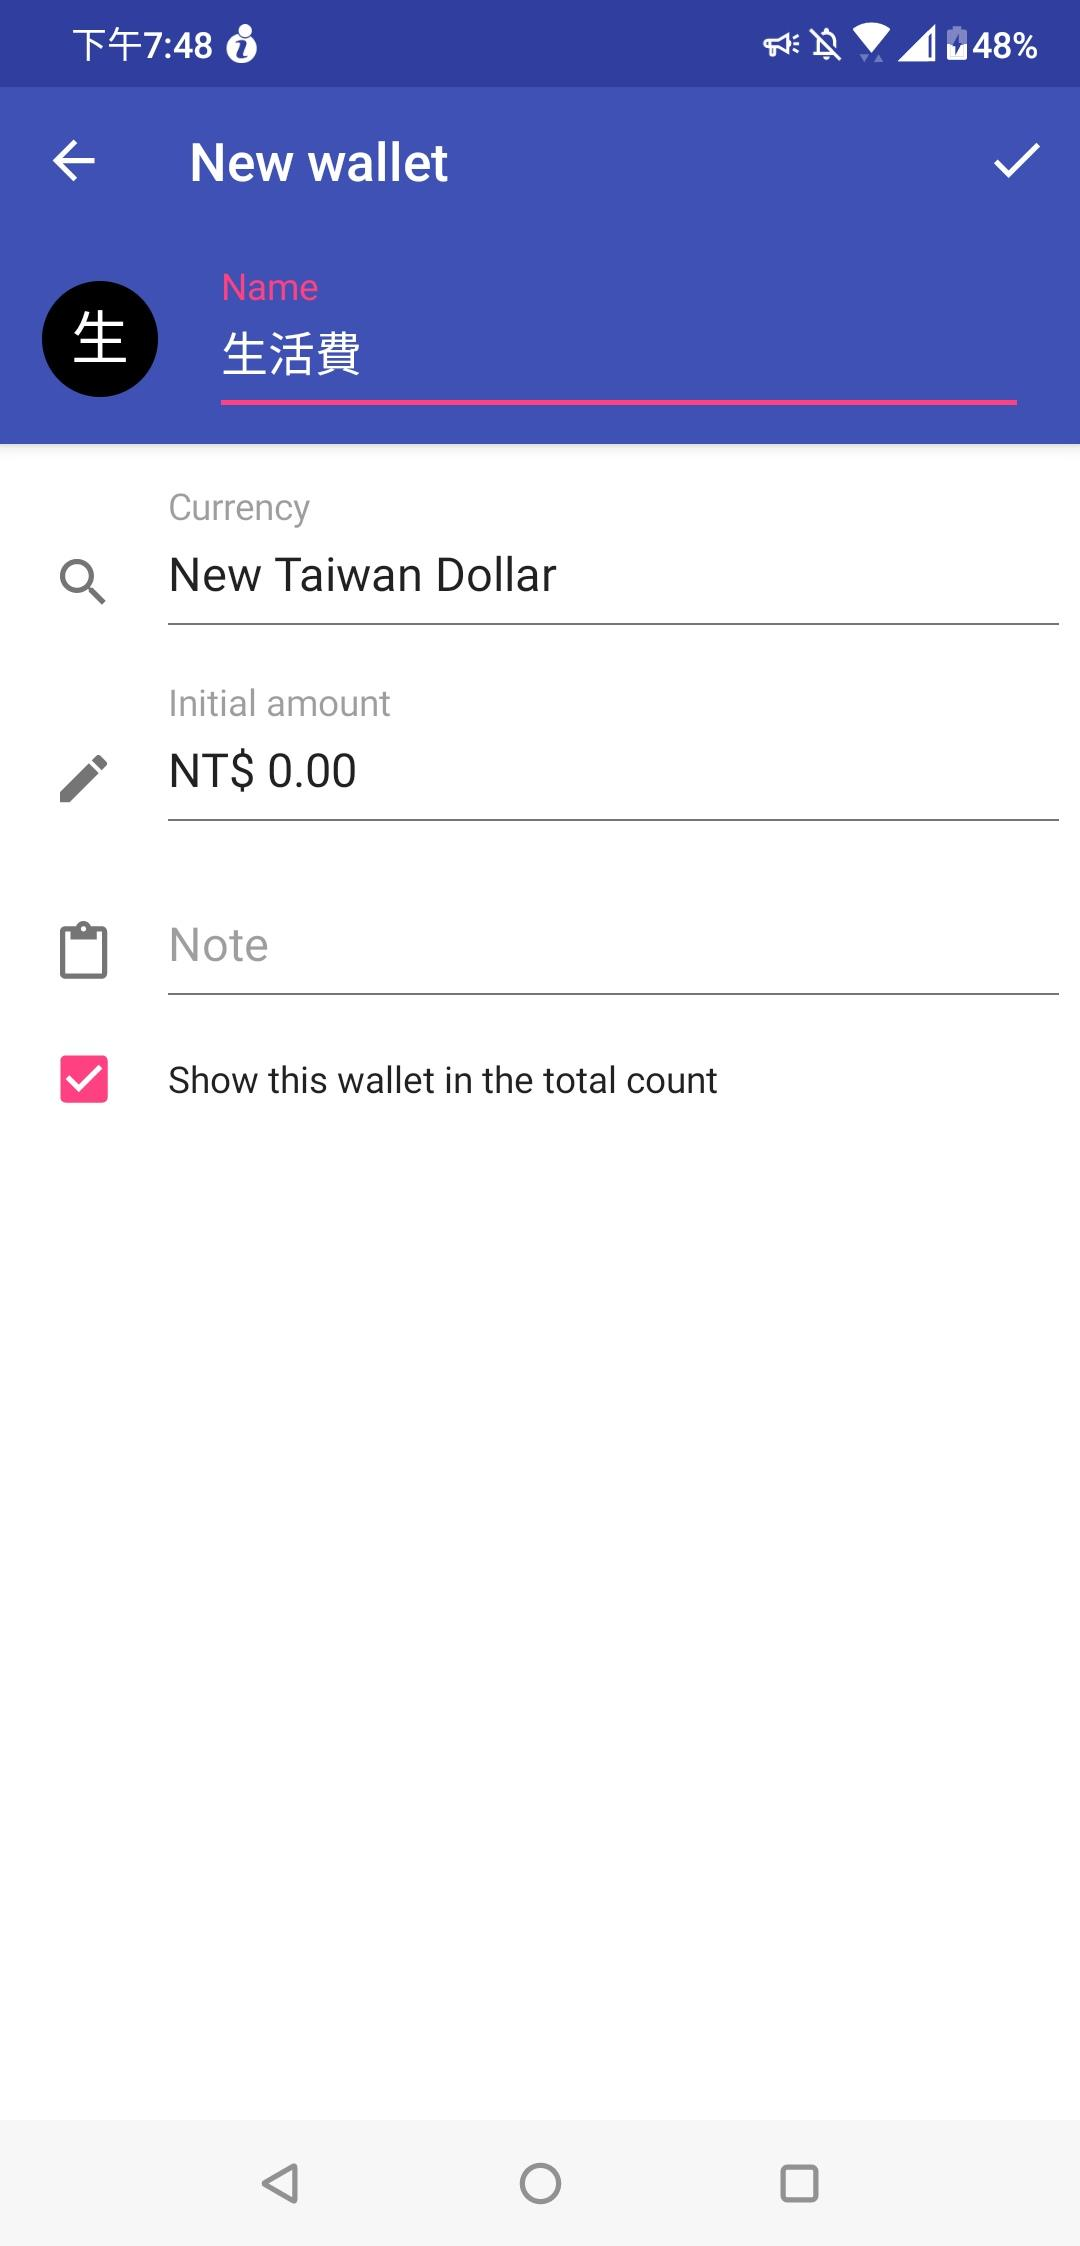 下午7:48
48%
New wallet
生
Name
生活費
Currency
New Taiwan Dollar
Initial amount
NT$ 0.00
Note
Show this wallet in the total count